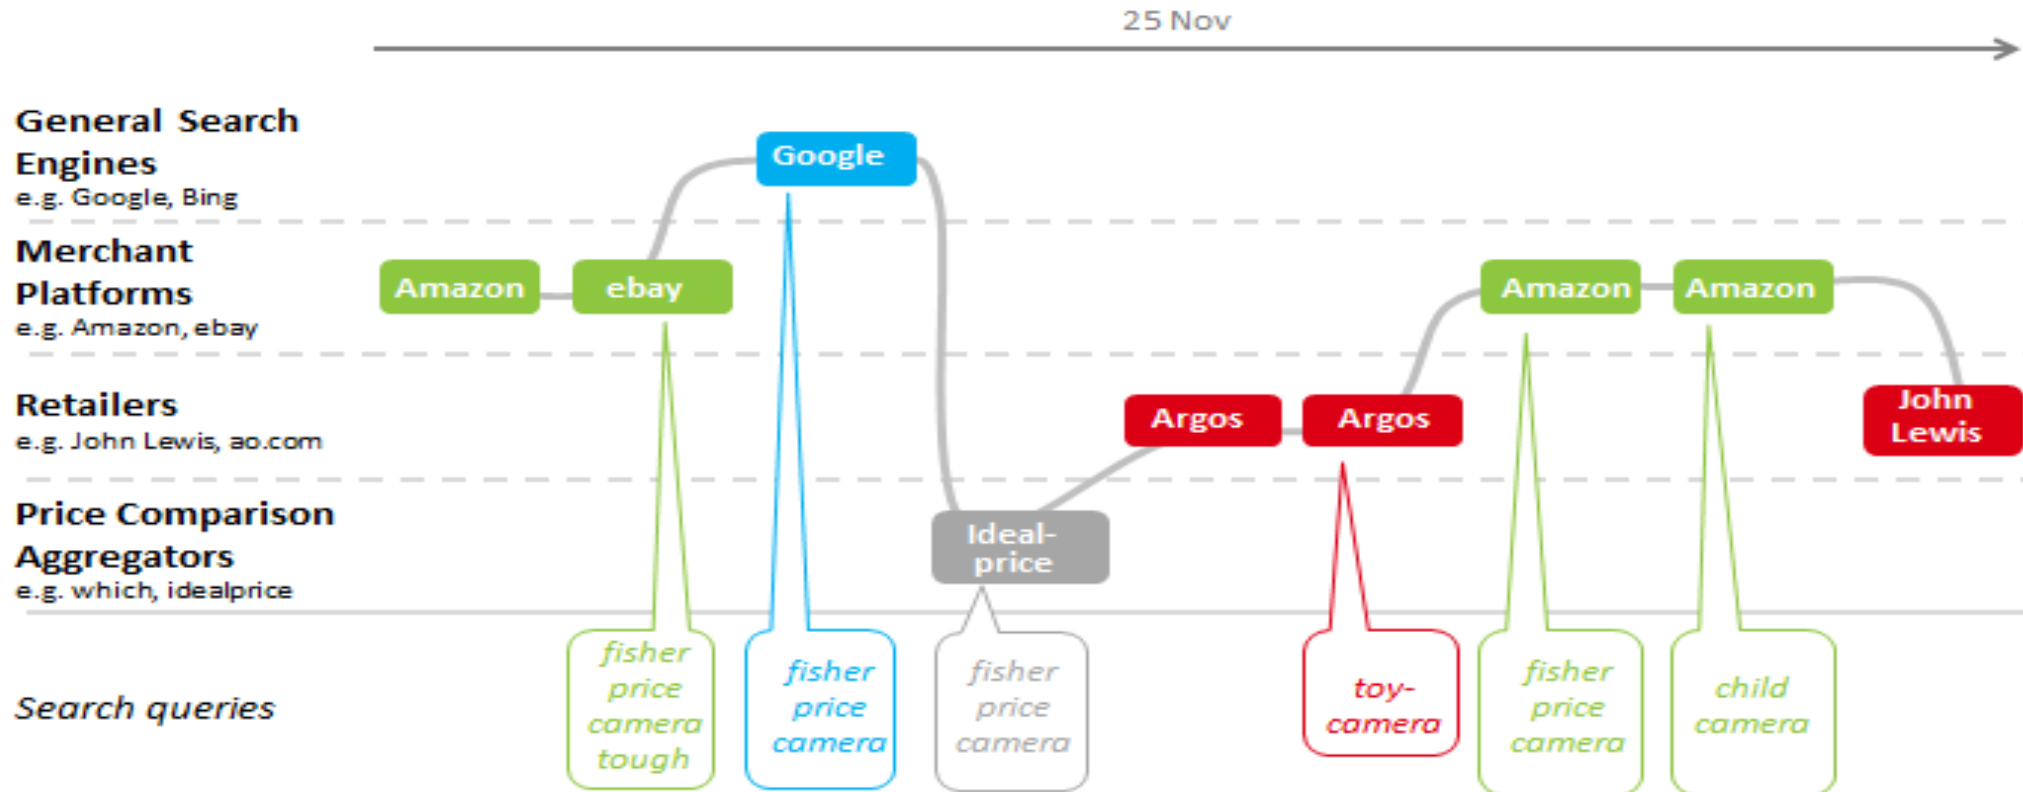 25 Nov
General Search
Engines
e.g. Google, Bing
Google
Merchant
Platforms
e.g. Amazon, ebay
Amazon
ebay
Amazon
Amazon
Retailers
e.g. John Lewis, ao.com
Argos
Argos
John
Lewis
Price Comparison
Aggregators
e.g. which, idealprice
Ideal-
price
Search queries
fisher
price
camera
tough
fisher
price
camera
fisher
price
camera
toy-
camera
fisher
price
camera
child
camera